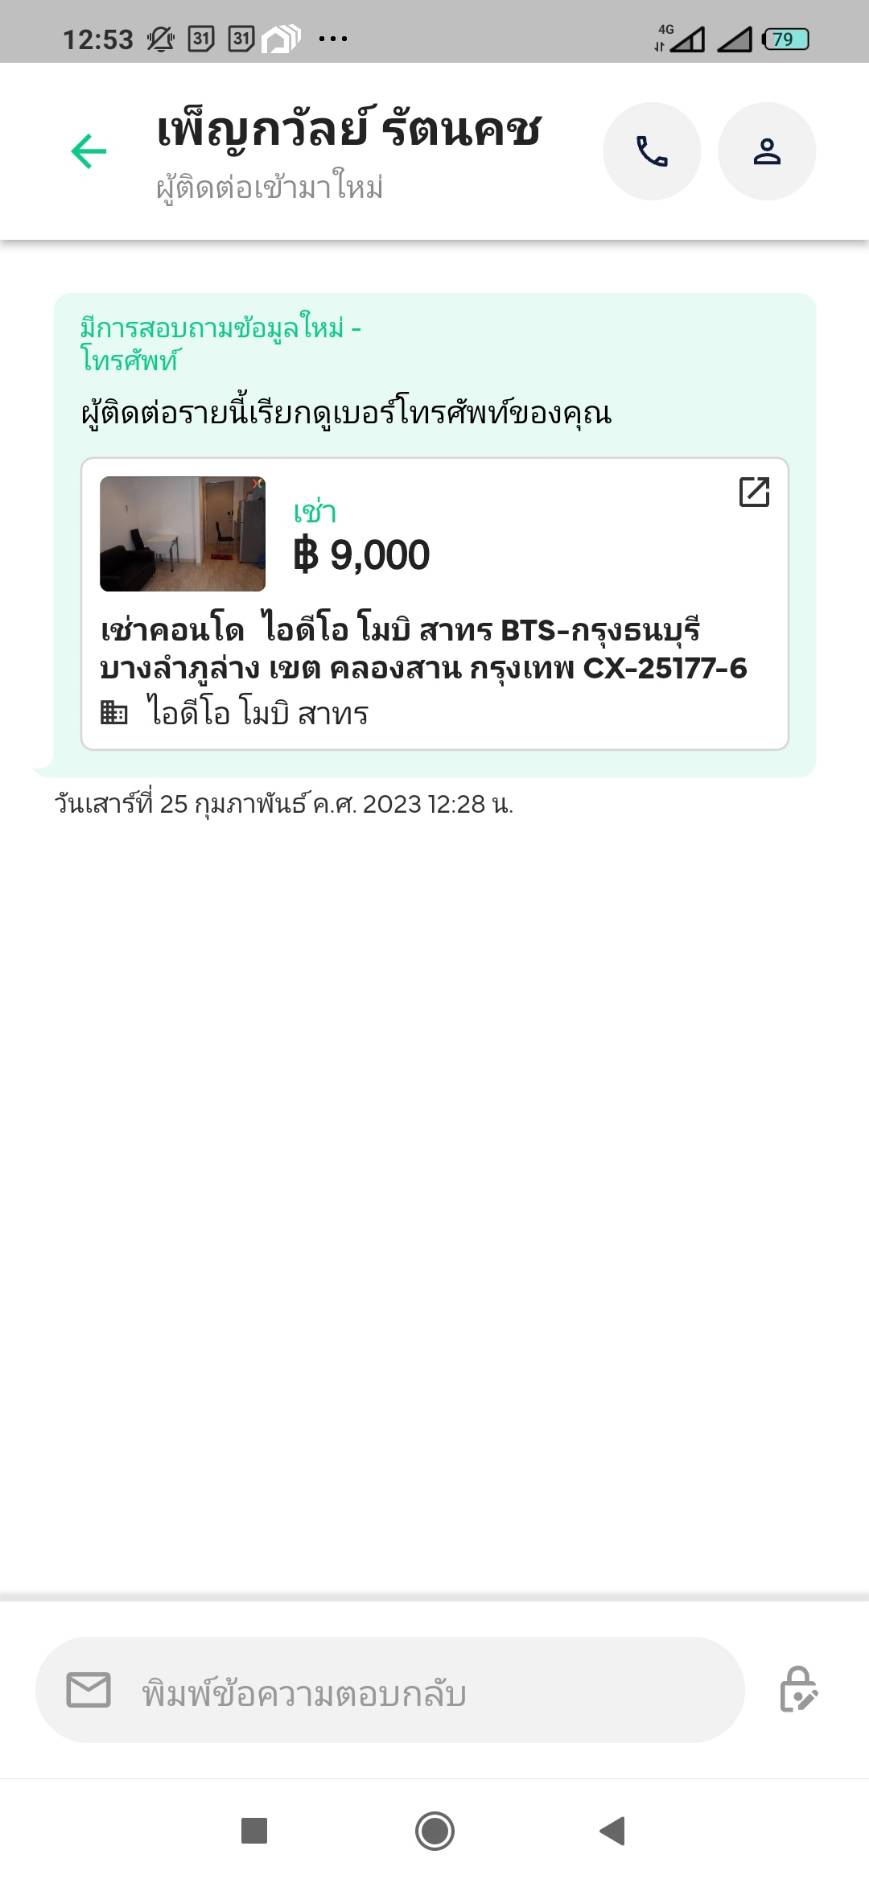 12:53 31 31 ... 4G 79
เพ็ญกวัลย์ รัตนคช
ผู้ติดต่อเข้ามาใหม่
มีการสอบถามข้อมูลใหม่ -
โทรศัพท์
ผู้ติดต่อรายนี้เรียกดูเบอร์โทรศัพท์ของคุณ
เช่า
฿ 9,000
เช่าคอนโด ไอดีโอ โมบิ สาทร BTS-กรุงธนบุรี
บางลำภูล่าง เขต คลองสาน กรุงเทพ CX-25177-6
ไอดีโอ โมบิ สาทร
วันเสาร์ที่ 25 กุมภาพันธ์ ค.ศ. 2023 12:28 น.
พิมพ์ข้อความตอบกลับ